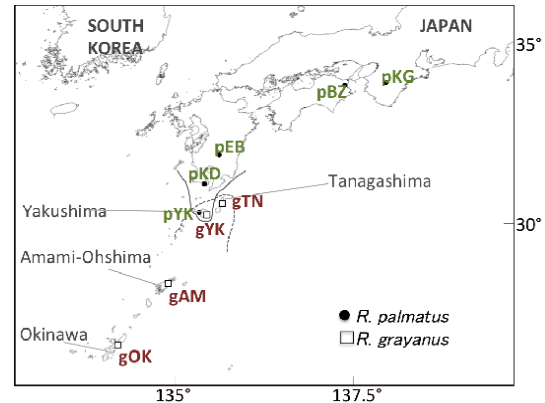 SOUTH
KOREA
JAPAN
35°
pKG
pBZ
pEB
pKD
Tanagashima
gTN
Yakushima
pYK
gYK
30°
Amami-Ohshima
gAM
R. palmatus
Okinawa
R. grayanus
gOK
135°
137.5°